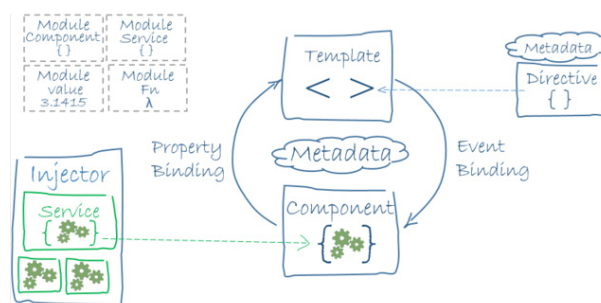 Module
Component
{ }
Module
Service
{ }
Module
value
3.1415
Module
Fn
λ
Template
< >
Metadata
Directive
{ }
Property
Binding
Metadata
Event
Binding
Injector
Service
{ }
Component
{ }